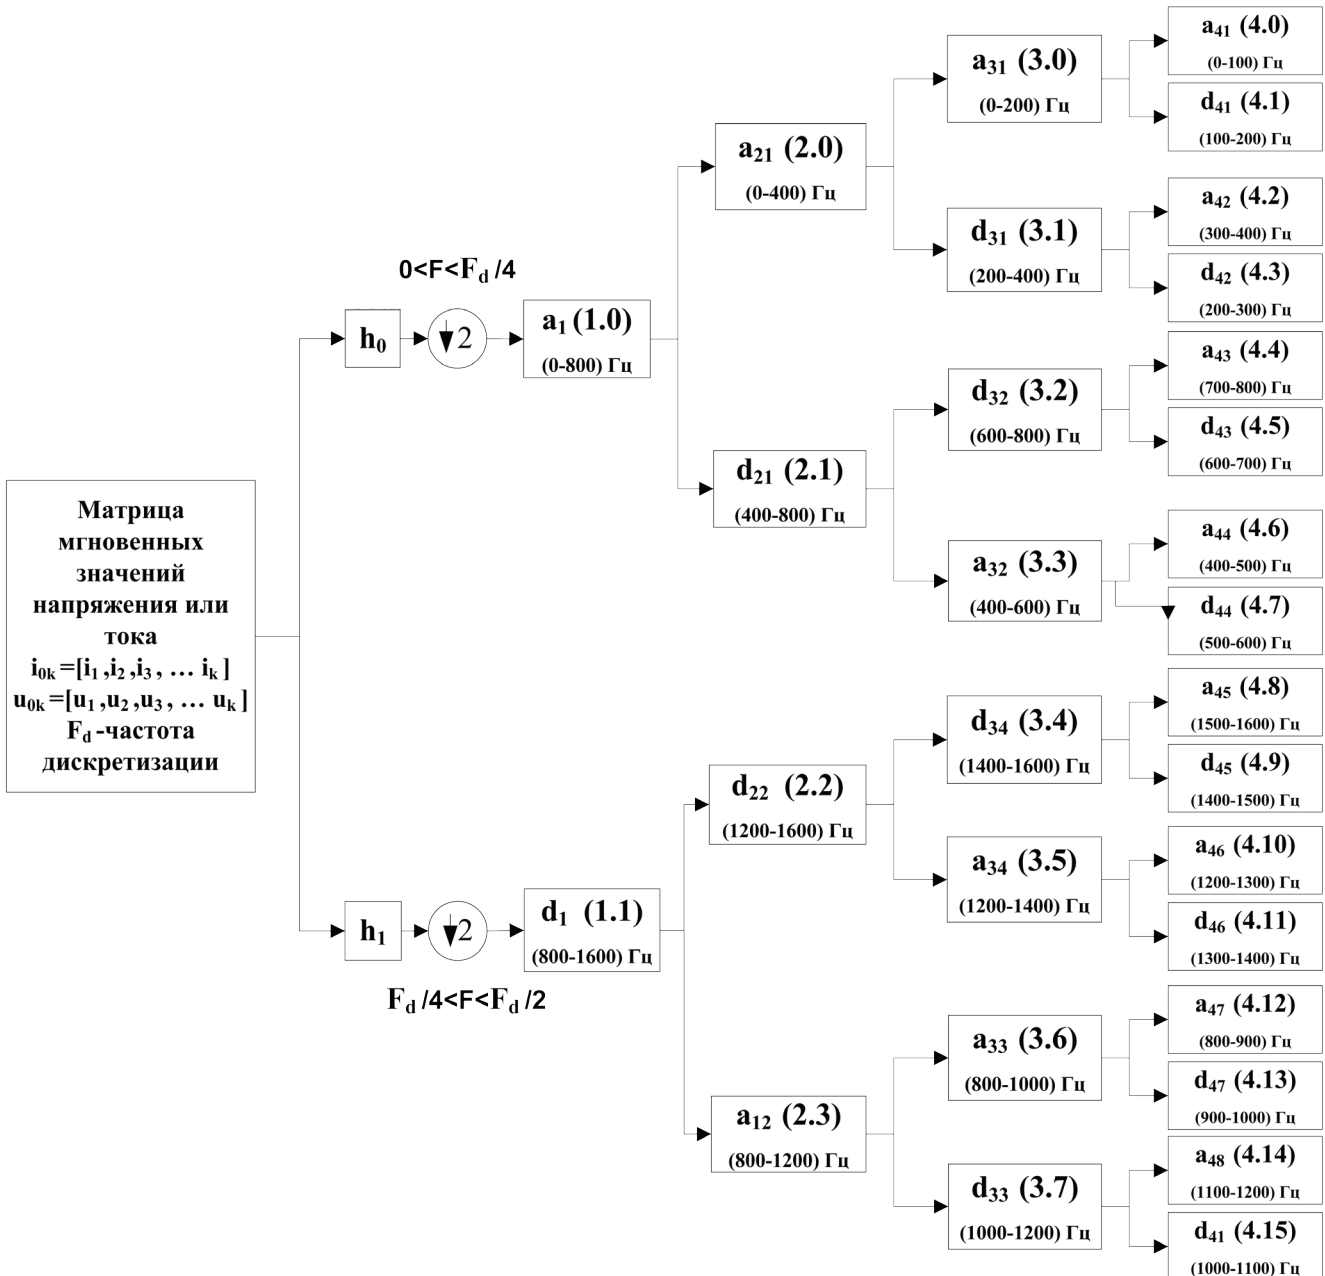 Матрица
мгновенных
значений
напряжения или
тока
i₀ₖ=[i₁,i₂,i₃, … iₖ]
u₀ₖ=[u₁,u₂,u₃, … uₖ]
F_d-частота
дискретизации
0<F<F_d/4
h₀
2
a₁ (1.0)
(0-800) Гц
h₁
2
F_d/4<F<F_d/2
d₁ (1.1)
(800-1600) Гц
a₂₁ (2.0)
(0-400) Гц
d₂₁ (2.1)
(400-800) Гц
d₂₂ (2.2)
(1200-1600) Гц
a₁₂ (2.3)
(800-1200) Гц
a₃₁ (3.0)
(0-200) Гц
d₃₁ (3.1)
(200-400) Гц
d₃₂ (3.2)
(600-800) Гц
a₃₂ (3.3)
(400-600) Гц
d₃₄ (3.4)
(1400-1600) Гц
a₃₄ (3.5)
(1200-1400) Гц
a₃₃ (3.6)
(800-1000) Гц
d₃₃ (3.7)
(1000-1200) Гц
a₄₁ (4.0)
(0-100) Гц
d₄₁ (4.1)
(100-200) Гц
a₄₂ (4.2)
(300-400) Гц
d₄₂ (4.3)
(200-300) Гц
a₄₃ (4.4)
(700-800) Гц
d₄₃ (4.5)
(600-700) Гц
a₄₄ (4.6)
(400-500) Гц
d₄₄ (4.7)
(500-600) Гц
a₄₅ (4.8)
(1500-1600) Гц
d₄₅ (4.9)
(1400-1500) Гц
a₄₆ (4.10)
(1200-1300) Гц
d₄₆ (4.11)
(1300-1400) Гц
a₄₇ (4.12)
(800-900) Гц
d₄₇ (4.13)
(900-1000) Гц
a₄₈ (4.14)
(1100-1200) Гц
d₄₁ (4.15)
(1000-1100) Гц